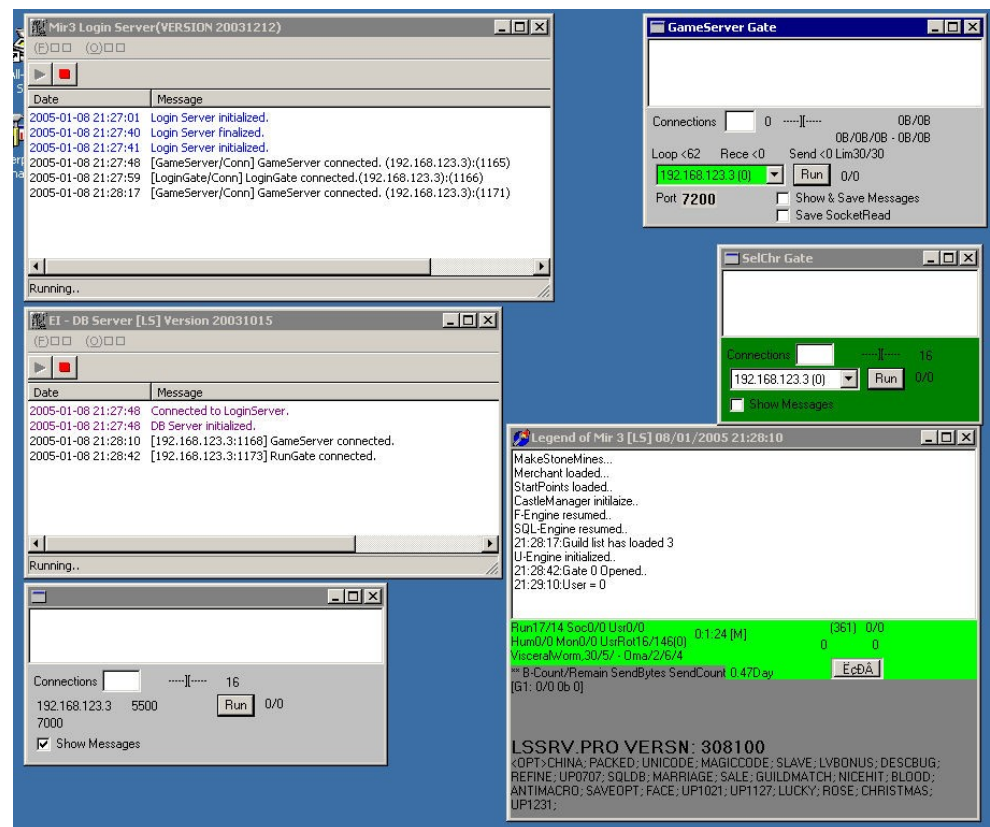 Mir3 Login Server(VERSION 20031212)
(F)□□ (O)□□
Date Message
2005-01-08 21:27:01 Login Server initialized.
2005-01-08 21:27:40 Login Server finalized.
2005-01-08 21:27:41 Login Server initialized.
2005-01-08 21:27:48 [GameServer/Conn] GameServer connected. (192.168.123.3):(1165)
2005-01-08 21:27:59 [LoginGate/Conn] LoginGate connected.(192.168.123.3):(1166)
2005-01-08 21:28:17 [GameServer/Conn] GameServer connected. (192.168.123.3):(1171)
Running..
EI - DB Server [LS] Version 20031015
(F)□□ (O)□□
Date Message
2005-01-08 21:27:48 Connected to LoginServer.
2005-01-08 21:27:48 DB Server initialized.
2005-01-08 21:28:10 [192.168.123.3:1168] GameServer connected.
2005-01-08 21:28:42 [192.168.123.3:1173] RunGate connected.
Running..
Connections -----][----- 16
192.168.123.3 5500 Run 0/0
7000
Show Messages
GameServer Gate
Connections 0 -----][----- 0B/0B
0B/0B/0B - 0B/0B
Loop <62 Rece <0 Send <0 Lim30/30
192.168.123.3 (0) Run 0/0
Port 7200 Show & Save Messages
Save SocketRead
SelChr Gate
Connections -----][----- 16
192.168.123.3 (0) Run 0/0
Show Messages
Legend of Mir 3 [LS] 08/01/2005 21:28:10
MakeStoneMines...
Merchant loaded...
StartPoints loaded..
CastleManager initilaize..
F-Engine resumed..
SQL-Engine resumed..
21:28:17:Guild list has loaded 3
U-Engine initialized..
21:28:42:Gate 0 Opened..
21:29:10:User = 0
Run17/14 Soc0/0 Usr0/0 0:1:24 [M] (361) 0/0
Hum0/0 Mon0/0 UsrRot16/146(0) 0 0
VisceralWorm,30/5/ - Oma/2/6/4
** B-Count/Remain SendBytes SendCount 0.47Day ËçÐÂ
[G1: 0/0 0b 0]
LSSRV.PRO VERSN: 308100
<OPT>CHINA; PACKED; UNICODE; MAGICCODE; SLAVE; LVBONUS; DESCBUG;
REFINE; UP0707; SQLDB; MARRIAGE; SALE; GUILDMATCH; NICEHIT; BLOOD;
ANTIMACRO; SAVEOPT; FACE; UP1021; UP1127; LUCKY; ROSE; CHRISTMAS;
UP1231;